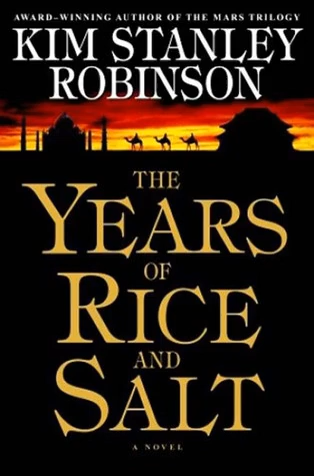 AWARD-WINNING AUTHOR OF THE MARS TRILOGY
KIM STANLEY
ROBINSON
THE
YEARS
OF
RICE
AND
SALT
A NOVEL